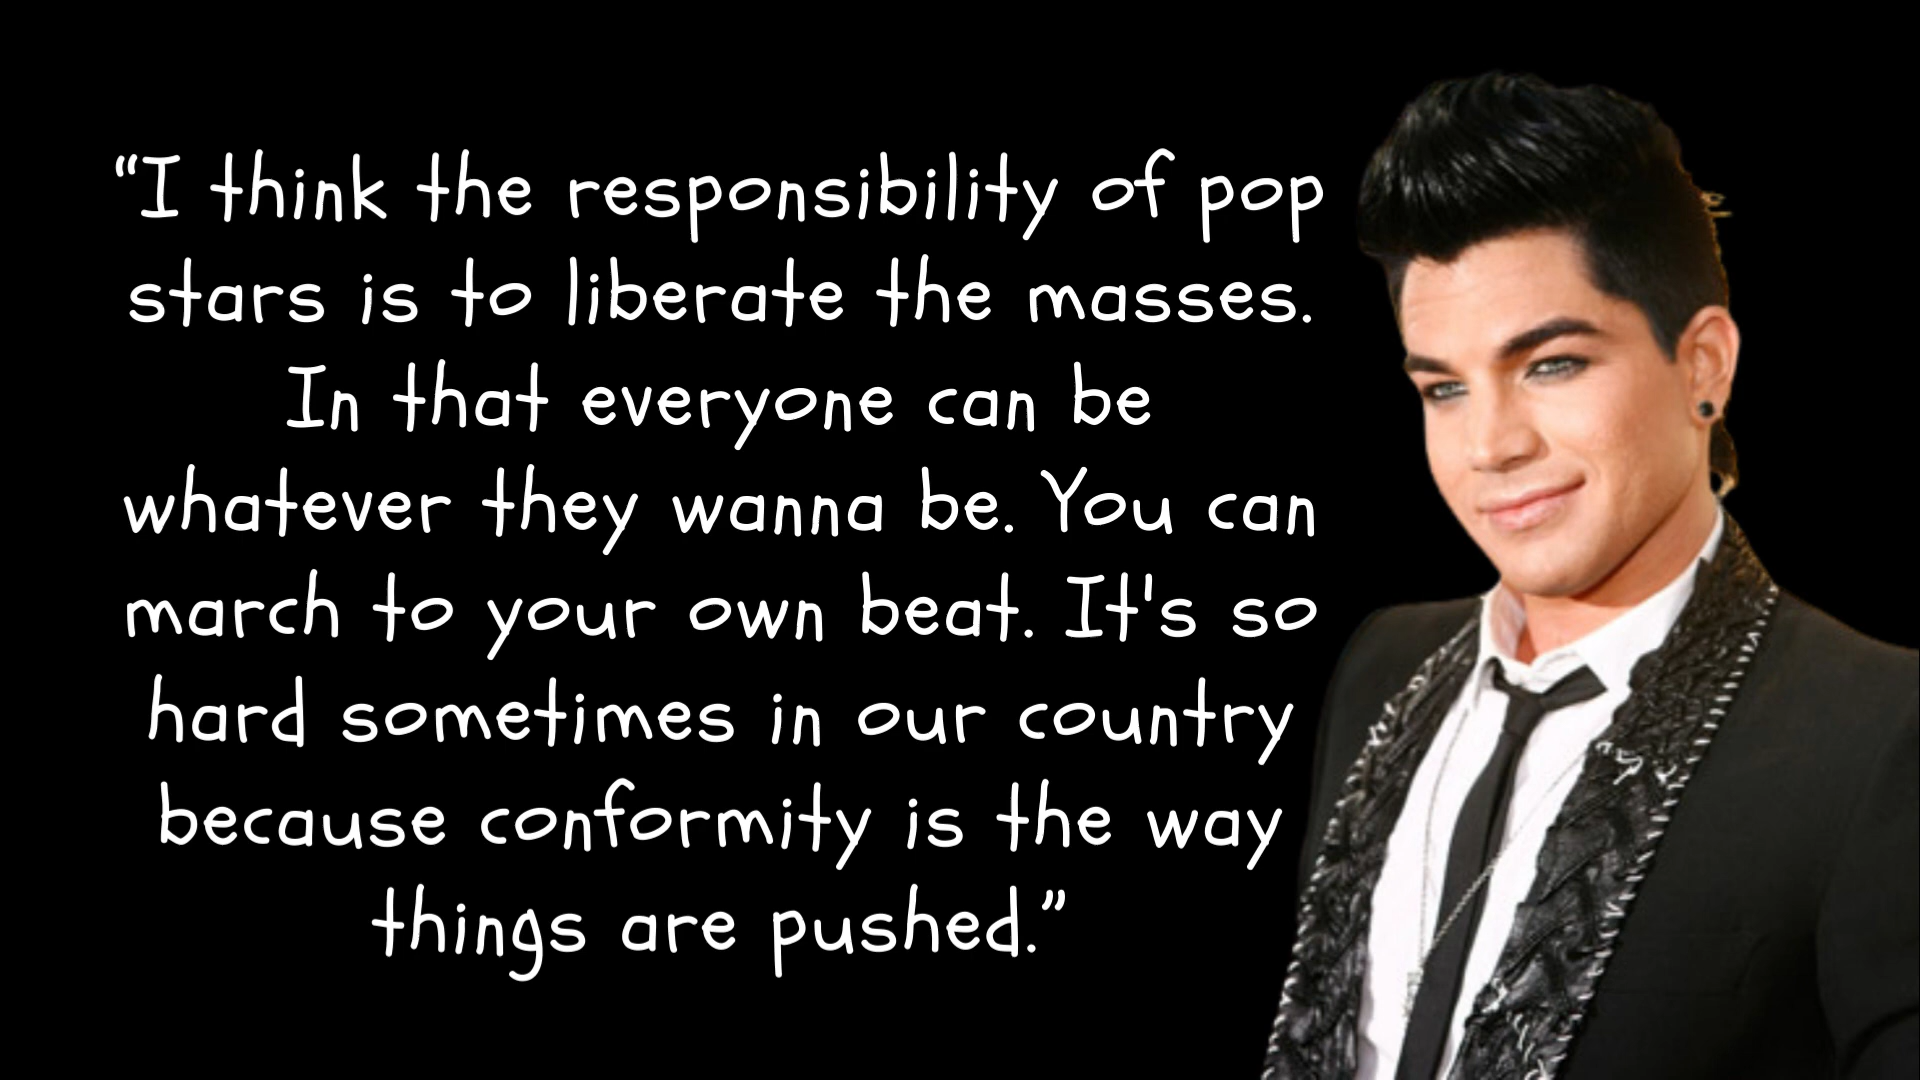 “I think the responsibility of pop
stars is to liberate the masses.
In that everyone can be
whatever they wanna be. You can
march to your own beat. It's so
hard sometimes in our country
because conformity is the way
things are pushed.”